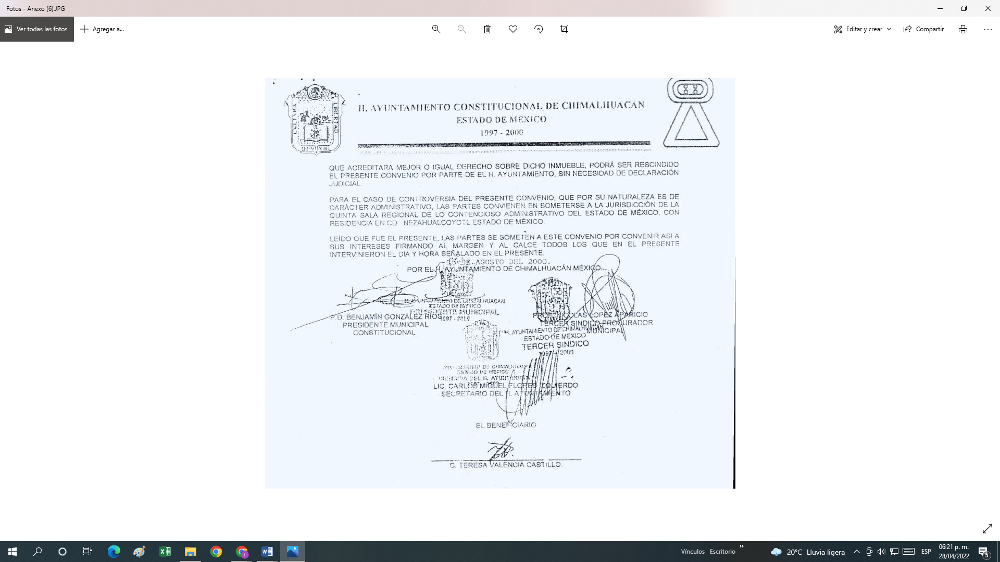 Fotos - Anexo (6).JPG
Ver todas las fotos
Agregar a...
Editar y crear
Compartir
CULTURA
LIBERTAD
TRABAJO
H. AYUNTAMIENTO CONSTITUCIONAL DE CHIMALHUACAN
ESTADO DE MEXICO
1997 - 2000
QUE ACREDITARA MEJOR O IGUAL DERECHO SOBRE DICHO INMUEBLE, PODRÁ SER RESCINDIDO
EL PRESENTE CONVENIO POR PARTE DE EL H. AYUNTAMIENTO, SIN NECESIDAD DE DECLARACIÓN
JUDICIAL.
PARA EL CASO DE CONTROVERSIA DEL PRESENTE CONVENIO, QUE POR SU NATURALEZA ES DE
CARÁCTER ADMINISTRATIVO, LAS PARTES CONVIENEN EN SOMETERSE A LA JURISDICCIÓN DE LA
QUINTA SALA REGIONAL DE LO CONTENCIOSO ADMINISTRATIVO DEL ESTADO DE MÉXICO, CON
RESIDENCIA EN CD. NEZAHUALCOYOTL ESTADO DE MÉXICO.
LEÍDO QUE FUE EL PRESENTE, LAS PARTES SE SOMETEN A ESTE CONVENIO POR CONVENIR ASI A
SUS INTERESES FIRMANDO AL MARGEN Y AL CALCE TODOS LOS QUE EN EL PRESENTE
INTERVINIERON EL DIA Y HORA SEÑALADO EN EL PRESENTE.
15 DE AGOSTO DEL 2000.
POR EL H. AYUNTAMIENTO DE CHIMALHUACÁN MÉXICO.
H. AYUNTAMIENTO DE CHIMALHUACAN
ESTADO DE MEXICO
PRESIDENTE MUNICIPAL
1997 - 2000
P.D. BENJAMÍN GONZÁLEZ RÍOS
PRESIDENTE MUNICIPAL
CONSTITUCIONAL
PROF. NICOLAS LOPEZ APARICIO
TERCER SINDICO PROCURADOR
MUNICIPAL
H. AYUNTAMIENTO DE CHIMALHUACAN
ESTADO DE MEXICO
TERCER SINDICO
1997 - 2000
AYUNTAMIENTO DE CHIMALHUACAN
ESTADO DE MEXICO
DEL H. AYUNTAMIENTO
LIC. CARLOS MIGUEL FLORES IZQUIERDO
SECRETARIO DEL H. AYUNTAMIENTO
EL BENEFICIARIO
C. TERESA VALENCIA CASTILLO.
Vínculos
Escritorio
20°C Lluvia ligera
ESP
06:21 p. m.
28/04/2022
5